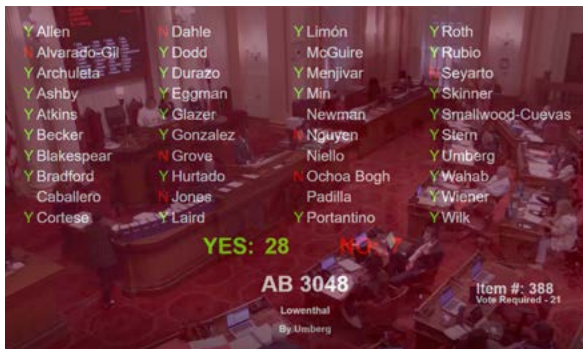 Y Allen N Dahle Y Limón Y Roth
N Alvarado-Gil Y Dodd McGuire Y Rubio
Y Archuleta Y Durazo Y Menjivar N Seyarto
Y Ashby Y Eggman Y Min Y Skinner
Y Atkins Y Glazer Newman Y Smallwood-Cuevas
Y Becker Y Gonzalez N Nguyen Y Stern
Y Blakespear N Grove Niello Y Umberg
Y Bradford Y Hurtado N Ochoa Bogh Y Wahab
Caballero N Jones Padilla Y Wiener
Y Cortese Y Laird Y Portantino Y Wilk
YES: 28 NO: 7
AB 3048
Item #: 388
Vote Required - 21
Lowenthal
By Umberg